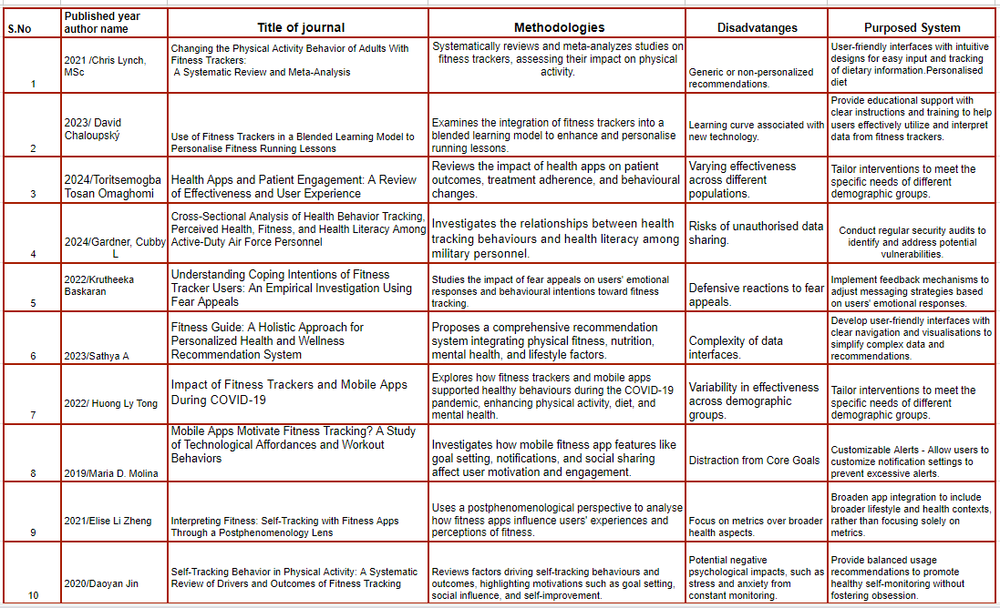 S.No
Published year
author name
Title of journal
Methodologies
Disadvatanges
Purposed System
1
2021 /Chris Lynch,
MSc
Changing the Physical Activity Behavior of Adults With
Fitness Trackers:
A Systematic Review and Meta-Analysis
Systematically reviews and meta-analyzes studies on
fitness trackers, assessing their impact on physical
activity.
Generic or non-personalized
recommendations.
User-friendly interfaces with intuitive
designs for easy input and tracking
of dietary information.Personalised
diet
2
2023/ David
Chaloupský
Use of Fitness Trackers in a Blended Learning Model to
Personalise Fitness Running Lessons
Examines the integration of fitness trackers into a
blended learning model to enhance and personalise
running lessons.
Learning curve associated with
new technology.
Provide educational support with
clear instructions and training to help
users effectively utilize and interpret
data from fitness trackers.
3
2024/Toritsemogba
Tosan Omaghomi
Health Apps and Patient Engagement: A Review
of Effectiveness and User Experience
Reviews the impact of health apps on patient
outcomes, treatment adherence, and behavioural
changes.
Varying effectiveness
across different
populations.
Tailor interventions to meet the
specific needs of different
demographic groups.
4
2024/Gardner, Cubby
L
Cross-Sectional Analysis of Health Behavior Tracking,
Perceived Health, Fitness, and Health Literacy Among
Active-Duty Air Force Personnel
Investigates the relationships between health
tracking behaviours and health literacy among
military personnel.
Risks of unauthorised data
sharing.
Conduct regular security audits to
identify and address potential
vulnerabilities.
5
2022/Krutheeka
Baskaran
Understanding Coping Intentions of Fitness
Tracker Users: An Empirical Investigation Using
Fear Appeals
Studies the impact of fear appeals on users' emotional
responses and behavioural intentions toward fitness
tracking.
Defensive reactions to fear
appeals.
Implement feedback mechanisms to
adjust messaging strategies based
on users' emotional responses.
6
2023/Sathya A
Fitness Guide: A Holistic Approach for
Personalized Health and Wellness
Recommendation System
Proposes a comprehensive recommendation
system integrating physical fitness, nutrition,
mental health, and lifestyle factors.
Complexity of data
interfaces.
Develop user-friendly interfaces with
clear navigation and visualisations to
simplify complex data and
recommendations.
7
2022/ Huong Ly Tong
Impact of Fitness Trackers and Mobile Apps
During COVID-19
Explores how fitness trackers and mobile apps
supported healthy behaviours during the COVID-19
pandemic, enhancing physical activity, diet, and
mental health.
Variability in effectiveness
across demographic
groups.
Tailor interventions to meet the
specific needs of different
demographic groups.
8
2019/Maria D. Molina
Mobile Apps Motivate Fitness Tracking? A Study
of Technological Affordances and Workout
Behaviors
Investigates how mobile fitness app features like
goal setting, notifications, and social sharing
affect user motivation and engagement.
Distraction from Core Goals
Customizable Alerts - Allow users to
customize notification settings to
prevent excessive alerts.
9
2021/Elise Li Zheng
Interpreting Fitness: Self-Tracking with Fitness Apps
Through a Postphenomenology Lens
Uses a postphenomenological perspective to analyse
how fitness apps influence users' experiences and
perceptions of fitness.
Focus on metrics over broader
health aspects.
Broaden app integration to include
broader lifestyle and health contexts,
rather than focusing solely on
metrics.
10
2020/Daoyan Jin
Self-Tracking Behavior in Physical Activity: A Systematic
Review of Drivers and Outcomes of Fitness Tracking
Reviews factors driving self-tracking behaviours and
outcomes, highlighting motivations such as goal setting,
social influence, and self-improvement.
Potential negative
psychological impacts, such as
stress and anxiety from
constant monitoring.
Provide balanced usage
recommendations to promote
healthy self-monitoring without
fostering obsession.